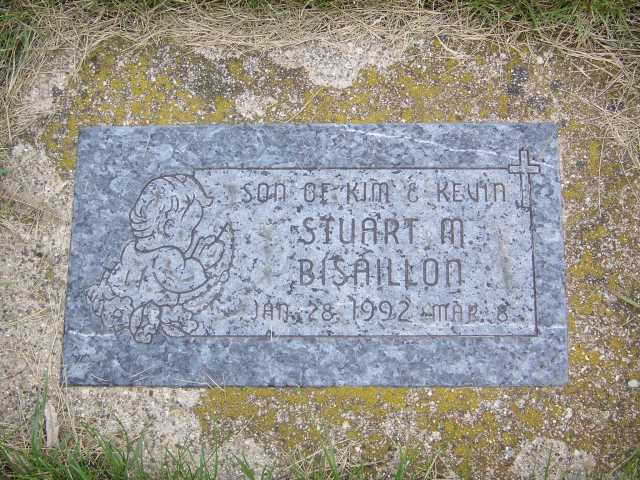 SON OF KIM & KEVIN
STUART M.
BISAILLON
JAN. 28, 1992 MAR. 8